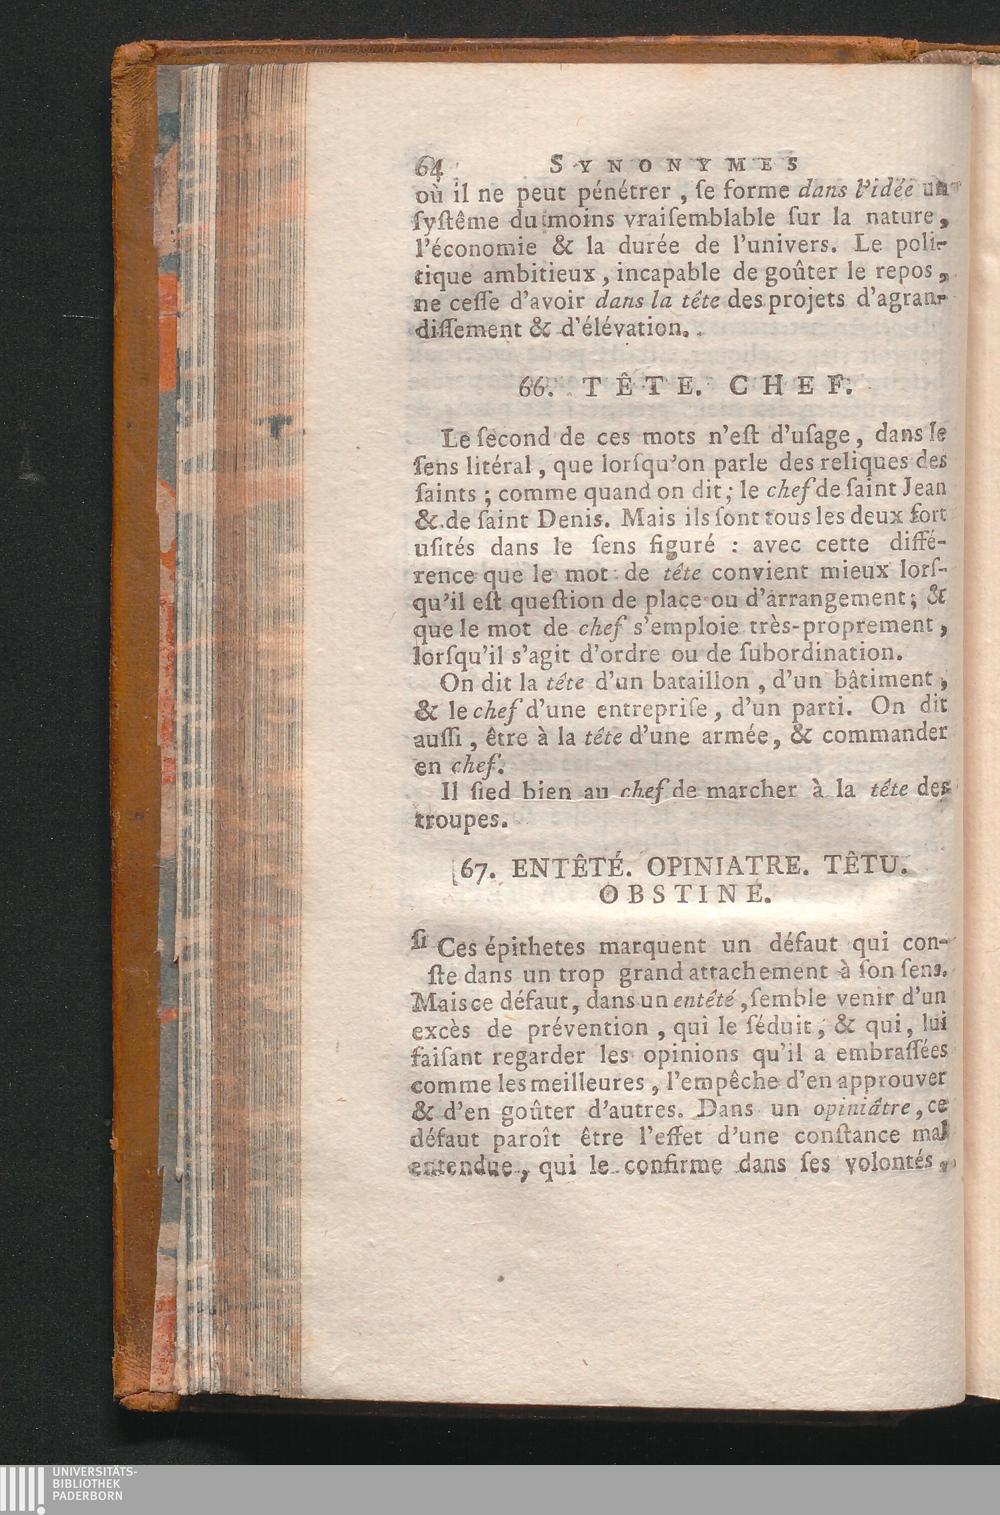 64 SYNONYMES
où il ne peut pénétrer , ſe forme dans l'idée un
ſyſtême du moins vraiſemblable ſur la nature,
l'économie & la durée de l'univers. Le poli-
tique ambitieux, incapable de goûter le repos,
ne ceſſe d'avoir dans la tête des projets d'agran-
diſſement & d'élévation.
66. TÊTE. CHEF.
Le ſecond de ces mots n'eſt d'uſage, dans le
ſens litéral, que lorſqu'on parle des reliques des
ſaints ; comme quand on dit ; le chef de ſaint Jean
& de ſaint Denis. Mais ils ſont tous les deux fort
uſités dans le ſens figuré : avec cette diffé-
rence que le mot de tête convient mieux lorſ-
qu'il eſt queſtion de place ou d'arrangement; &
que le mot de chef s'emploie très-proprement,
lorſqu'il s'agit d'ordre ou de ſubordination.
On dit la tête d'un bataillon , d'un bâtiment,
& le chef d'une entrepriſe, d'un parti. On dit
auſſi, être à la tête d'une armée, & commander
en chef.
Il ſied bien au chef de marcher à la tête des
troupes.
67. ENTÊTÉ. OPINIATRE. TÊTU.
OBSTINÉ.
ſi Ces épithetes marquent un défaut qui con-
ſte dans un trop grand attachement à ſon ſens.
Mais ce défaut, dans un entêté, ſemble venir d'un
excès de prévention , qui le ſéduit, & qui, lui
faiſant regarder les opinions qu'il a embraſſées
comme les meilleures, l'empêche d'en approuver
& d'en goûter d'autres. Dans un opiniâtre, ce
défaut paroît être l'effet d'une conſtance mal
entendue, qui le confirme dans ſes volontés,
UNIVERSITÄTS-
BIBLIOTHEK
PADERBORN